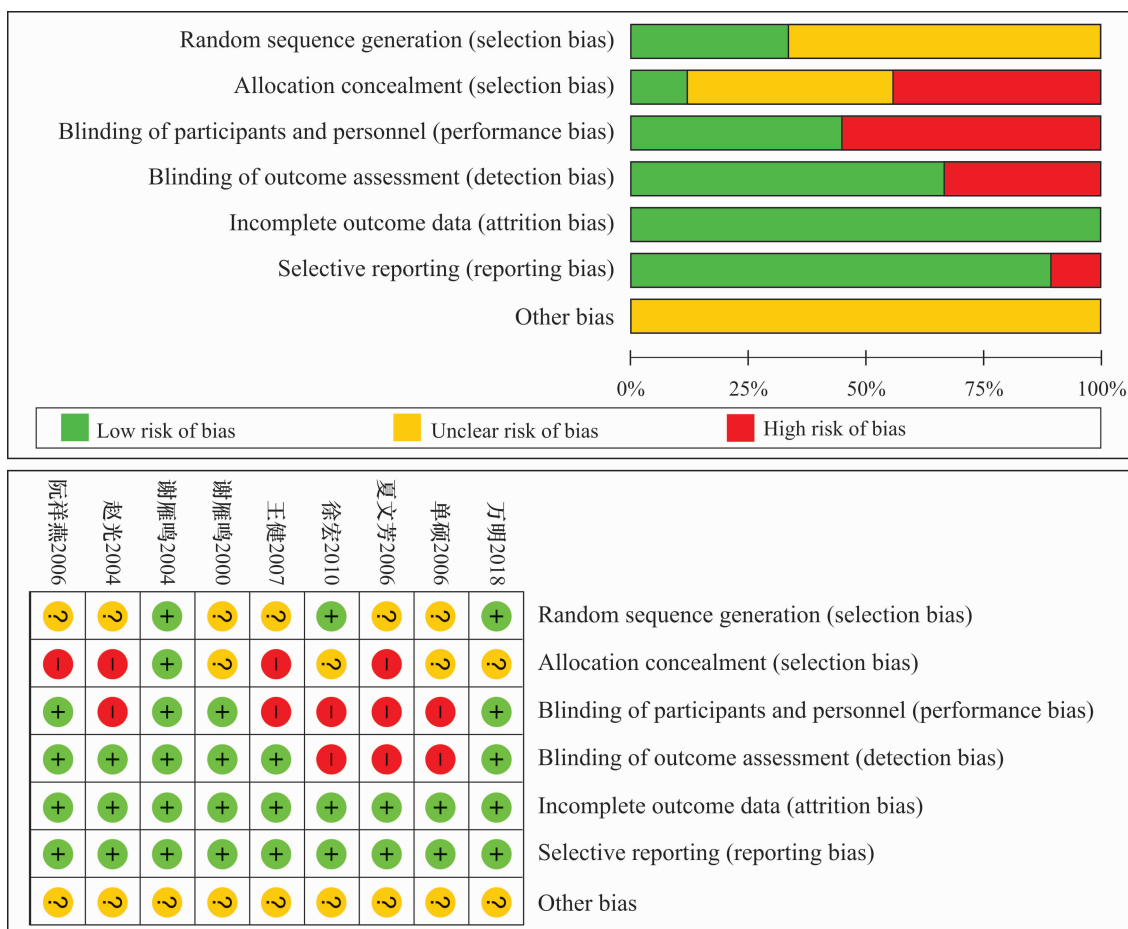 Random sequence generation (selection bias)
Allocation concealment (selection bias)
Blinding of participants and personnel (performance bias)
Blinding of outcome assessment (detection bias)
Incomplete outcome data (attrition bias)
Selective reporting (reporting bias)
Other bias
0% 25% 50% 75% 100%
Low risk of bias Unclear risk of bias High risk of bias
阮祥燕2006 赵光2004 谢雁鸣2004 谢雁鸣2000 王健2007 徐宏2010 夏文芳2006 单硕2006 万明2018
? ? + ? ? + ? ? + Random sequence generation (selection bias)
− − + ? − ? − ? ? Allocation concealment (selection bias)
+ − + + − − − − + Blinding of participants and personnel (performance bias)
+ + + + + − − − + Blinding of outcome assessment (detection bias)
+ + + + + + + + + Incomplete outcome data (attrition bias)
+ + + + + + + + + Selective reporting (reporting bias)
? ? ? ? ? ? ? ? ? Other bias